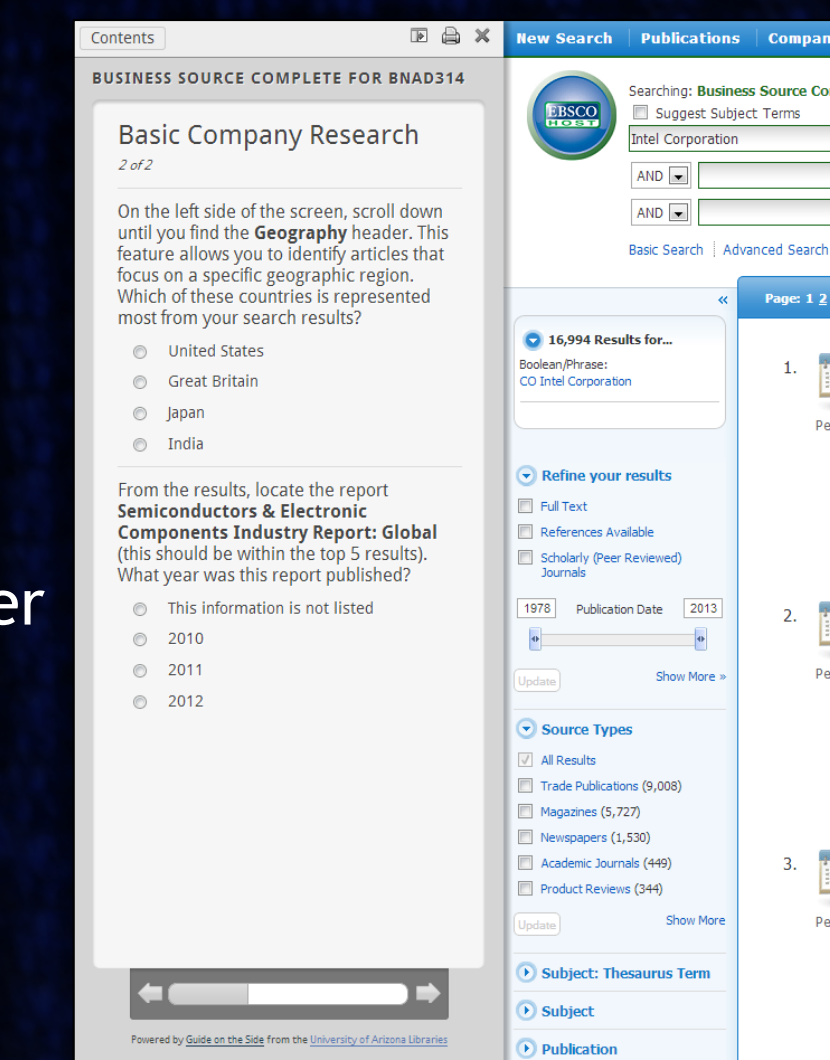 Contents
BUSINESS SOURCE COMPLETE FOR BNAD314
Basic Company Research
2 of 2
On the left side of the screen, scroll down
until you find the Geography header. This
feature allows you to identify articles that
focus on a specific geographic region.
Which of these countries is represented
most from your search results?
United States
Great Britain
Japan
India
From the results, locate the report
Semiconductors & Electronic
Components Industry Report: Global
(this should be within the top 5 results).
What year was this report published?
This information is not listed
2010
2011
2012
Powered by Guide on the Side from the University of Arizona Libraries
er
New Search Publications Compan
EBSCO
HOST
Searching: Business Source Co
Suggest Subject Terms
Intel Corporation
AND
AND
Basic Search Advanced Search
Page: 1 2
16,994 Results for...
Boolean/Phrase:
CO Intel Corporation
Refine your results
Full Text
References Available
Scholarly (Peer Reviewed)
Journals
1978 Publication Date 2013
Update Show More »
Source Types
All Results
Trade Publications (9,008)
Magazines (5,727)
Newspapers (1,530)
Academic Journals (449)
Product Reviews (344)
Update Show More
Subject: Thesaurus Term
Subject
Publication
1.
Pe
2.
Pe
3.
Pe